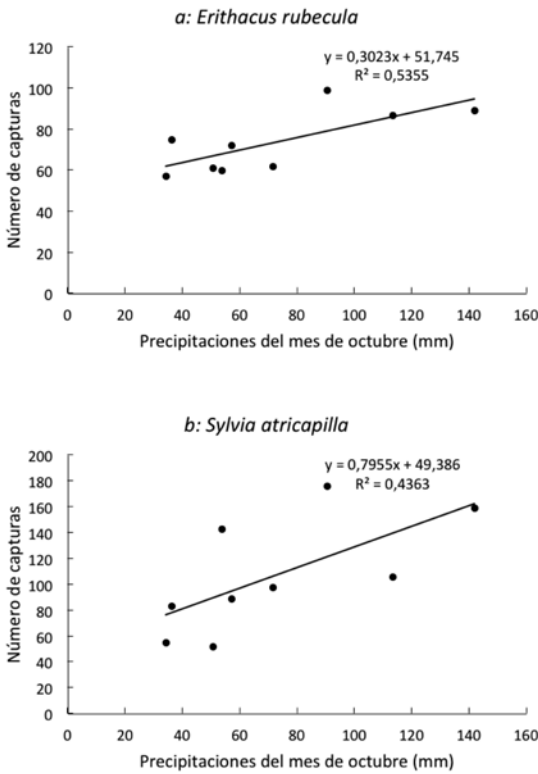 a: Erithacus rubecula
y = 0,3023x + 51,745
R² = 0,5355
120
100
80
60
40
20
0
Número de capturas
0 20 40 60 80 100 120 140 160
Precipitaciones del mes de octubre (mm)
b: Sylvia atricapilla
y = 0,7955x + 49,386
R² = 0,4363
200
180
160
140
120
100
80
60
40
20
0
Número de capturas
0 20 40 60 80 100 120 140 160
Precipitaciones del mes de octubre (mm)